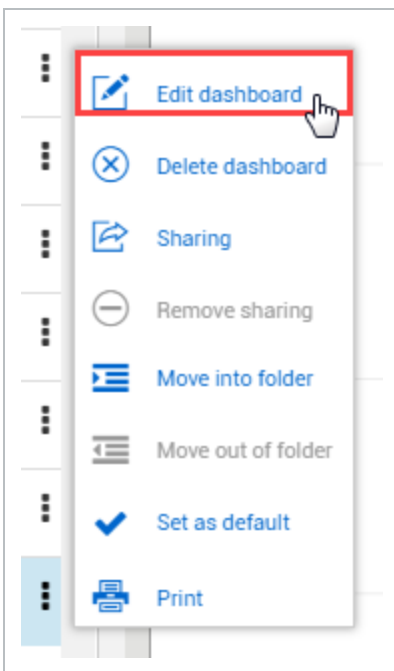 Edit dashboard
Delete dashboard
Sharing
Remove sharing
Move into folder
Move out of folder
Set as default
Print